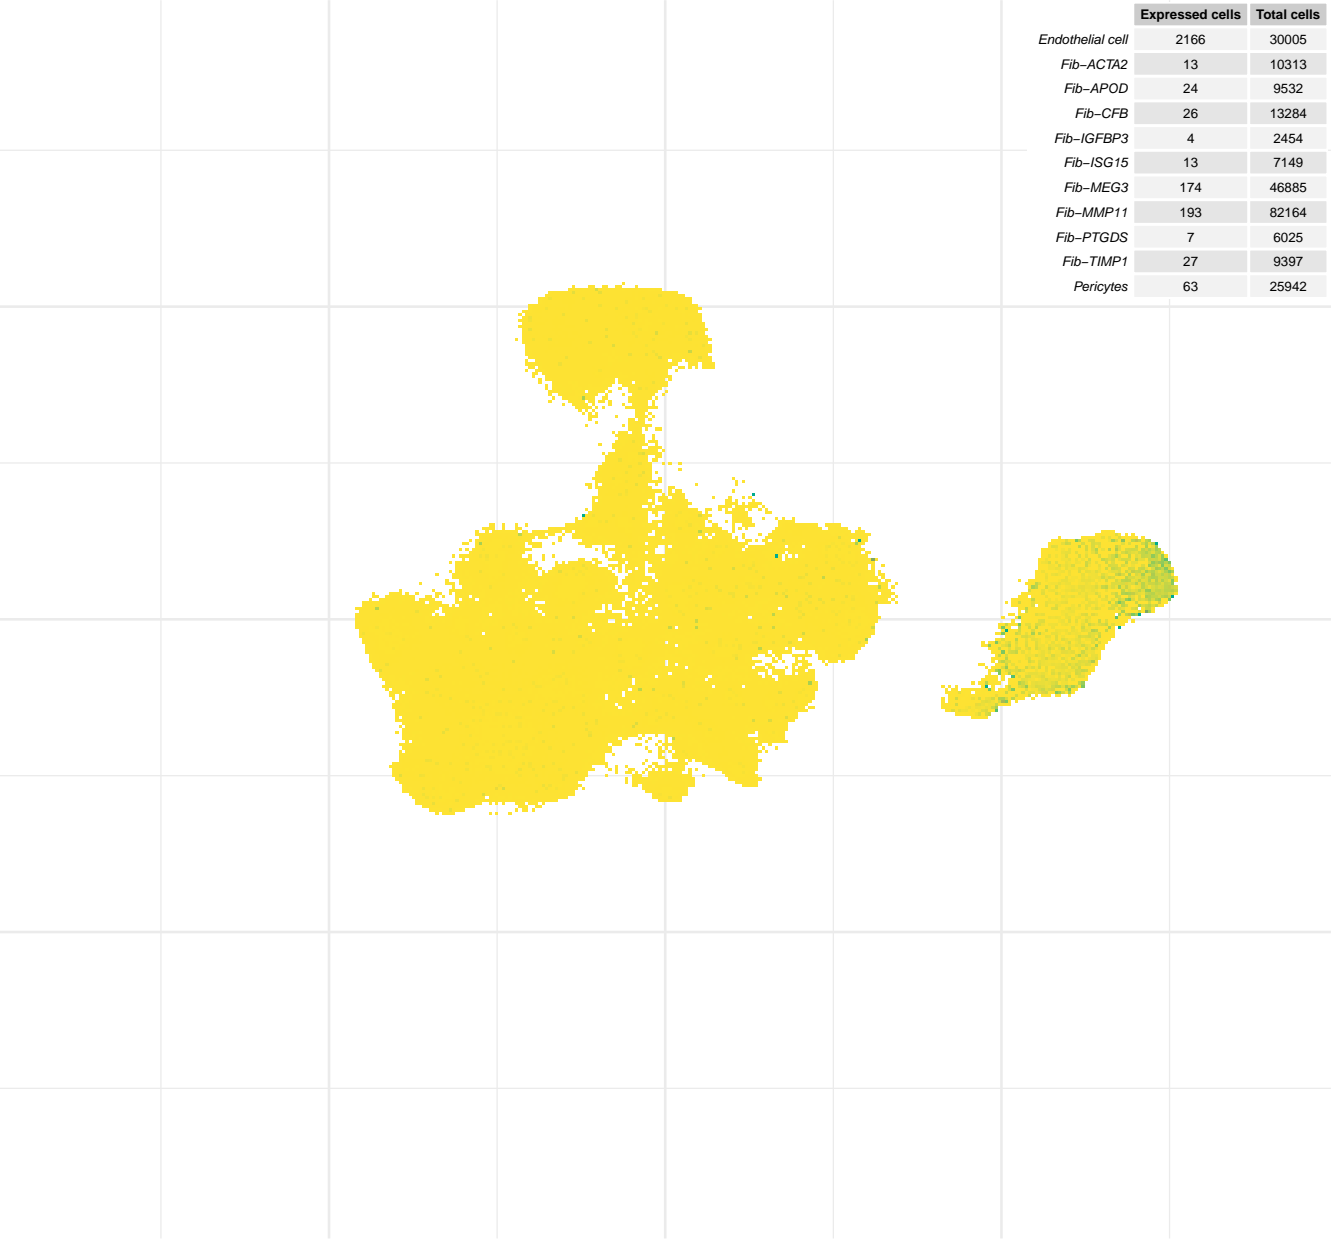 Expressed cells Total cells
Endothelial cell 2166 30005
Fib−ACTA2 13 10313
Fib−APOD 24 9532
Fib−CFB 26 13284
Fib−IGFBP3 4 2454
Fib−ISG15 13 7149
Fib−MEG3 174 46885
Fib−MMP11 193 82164
Fib−PTGDS 7 6025
Fib−TIMP1 27 9397
Pericytes 63 25942